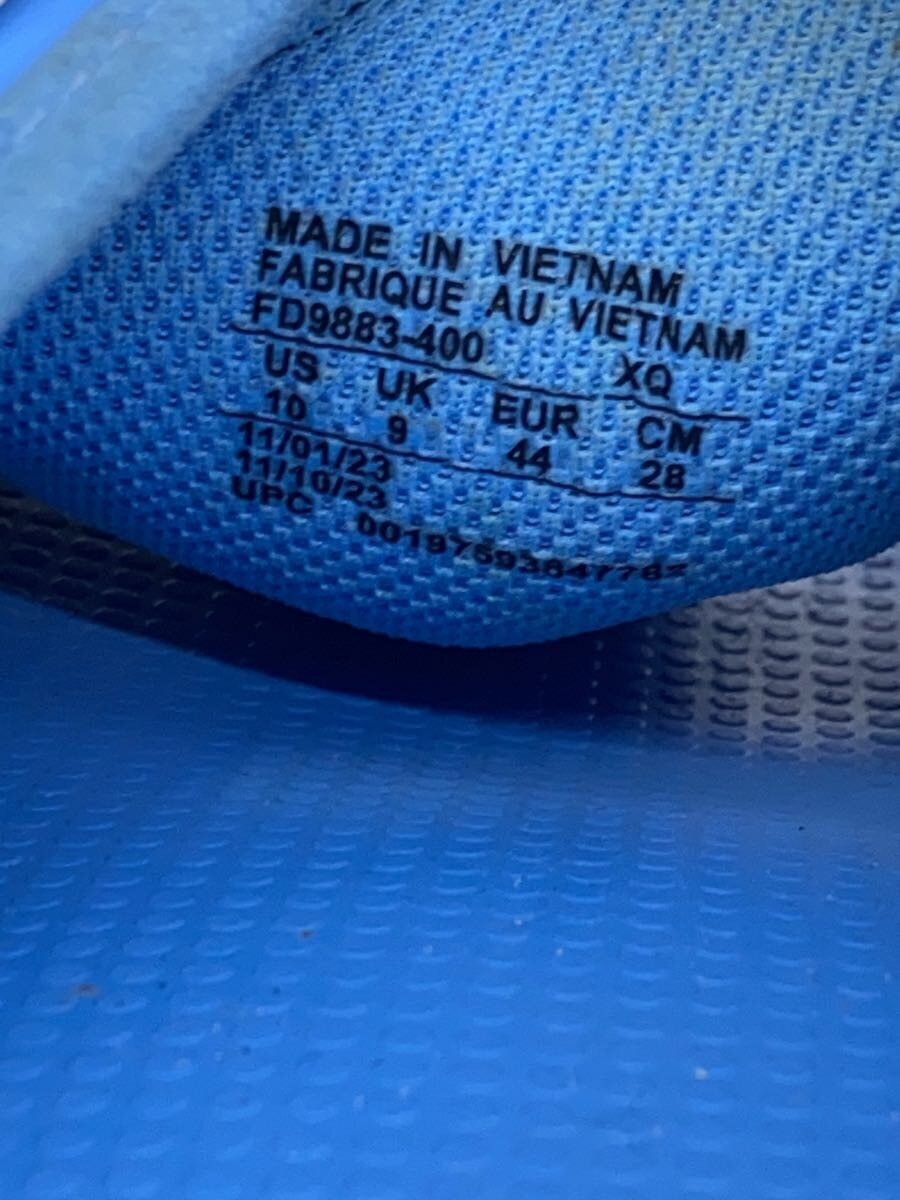 MADE IN VIETNAM
FABRIQUE AU VIETNAM
FD9883-400 XQ
US UK EUR CM
10 9 44 28
11/01/23
11/10/23
UPC